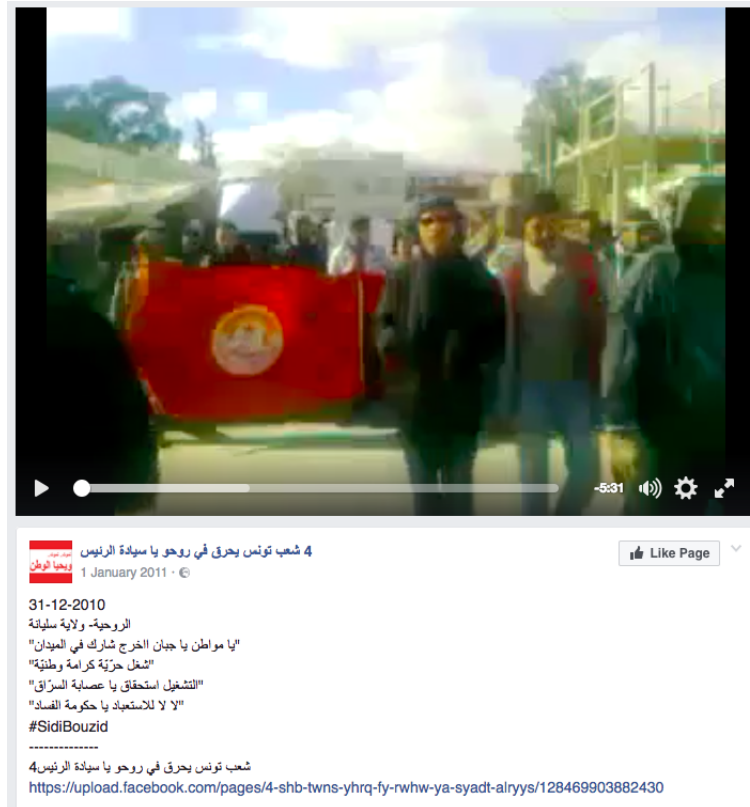 -5:31
شعب تونس يحرق في روحو يا سيادة الرئيس 4
Like Page
1 January 2011 ·
ويحيا الوطن
31-12-2010
الروحية- ولاية سليانة
"يا مواطن يا جبان ااخرج شارك في الميدان"
"شغل حرّيّة كرامة وطنيّة"
"التشغيل استحقاق يا عصابة السرّاق"
"لا لا للاستعباد يا حكومة الفساد"
#SidiBouzid
--------------
شعب تونس يحرق في روحو يا سيادة الرئيس4
https://upload.facebook.com/pages/4-shb-twns-yhrq-fy-rwhw-ya-syadt-alryys/128469903882430